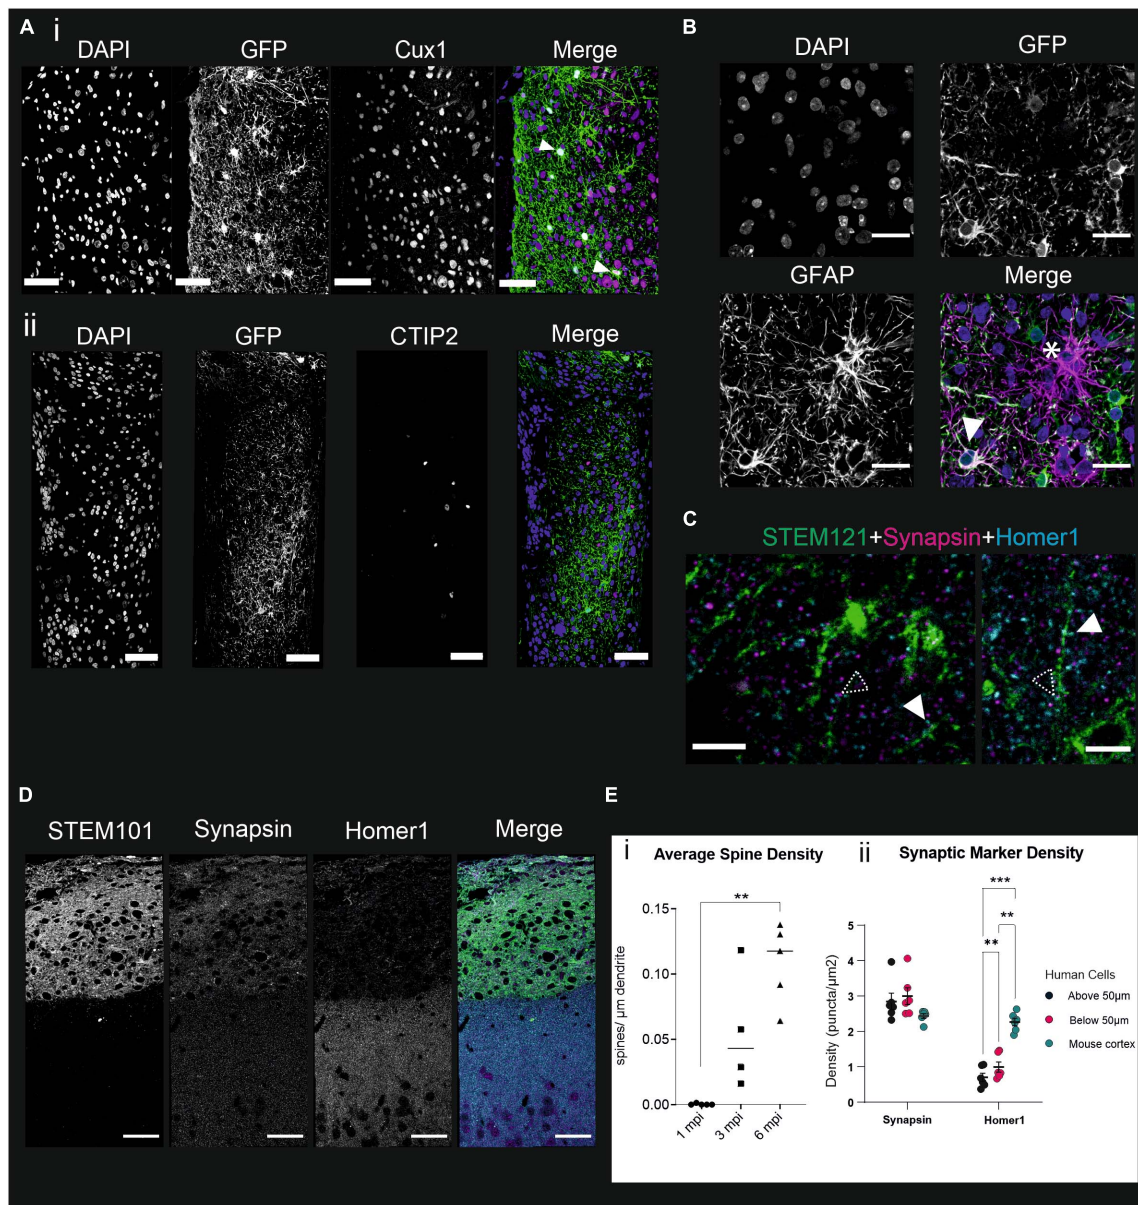 A
i
DAPI GFP Cux1 Merge
ii
DAPI GFP CTIP2 Merge
B
DAPI GFP
GFAP Merge
*
C
STEM121+Synapsin+Homer1
D
STEM101 Synapsin Homer1 Merge
E
i Average Spine Density
**
0.15
0.10
0.05
0.00
spines/ µm dendrite
1 mpi 3 mpi 6 mpi
ii Synaptic Marker Density
***
**
**
5
4
3
2
1
0
Density (puncta/µm2)
Synapsin Homer1
Human Cells
Above 50µm
Below 50µm
Mouse cortex